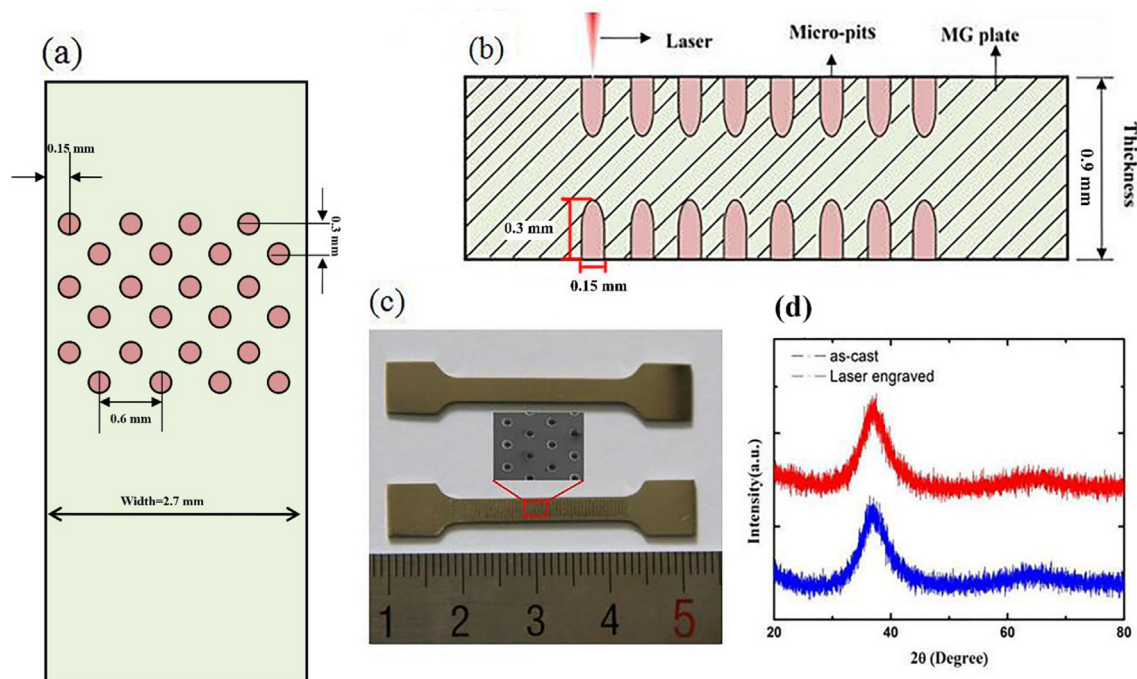 (a)
0.15 mm
0.3 mm
0.6 mm
Width=2.7 mm
(b)
Laser
Micro-pits
MG plate
0.3 mm
0.15 mm
0.9 mm
Thickness
(c)
1 2 3 4 5
(d)
as-cast
Laser engraved
Intensity(a.u.)
20 40 60 80
2θ (Degree)